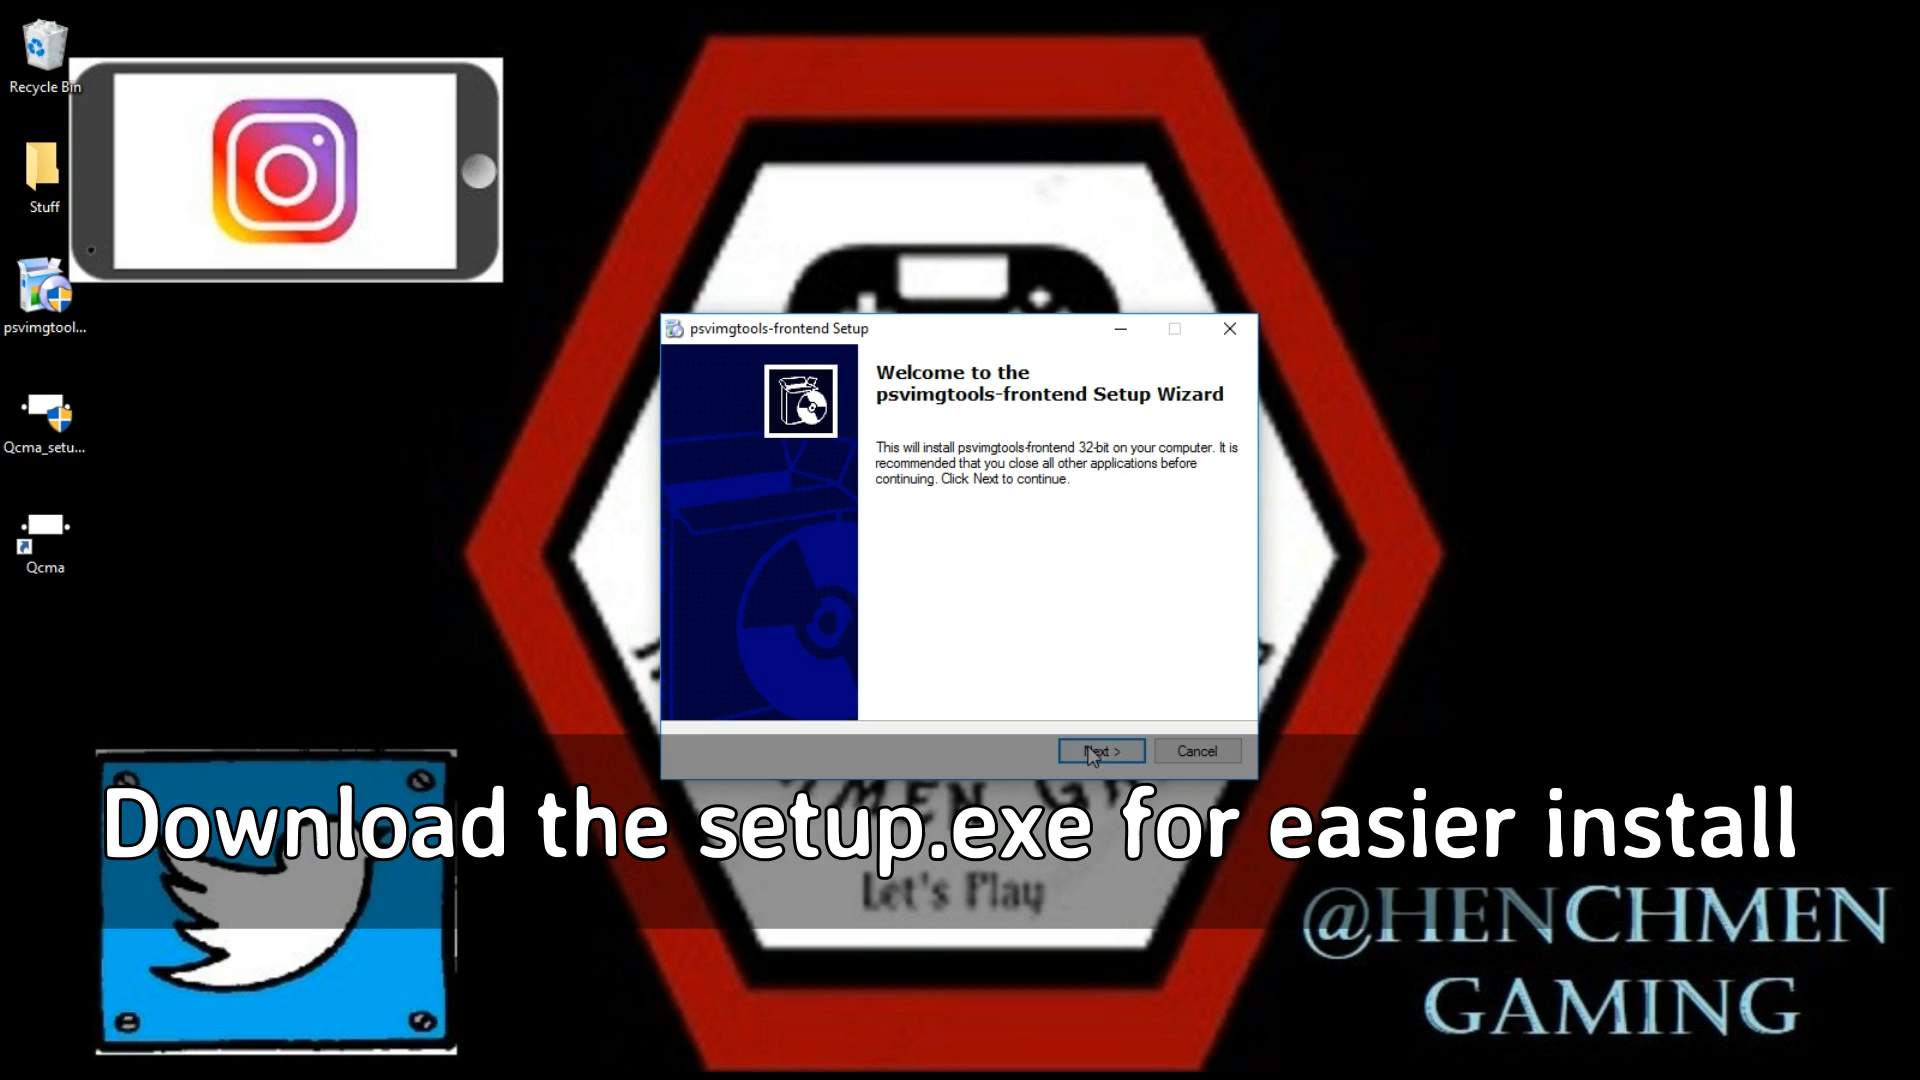 Recycle Bin
Stuff
psvimgtool...
Qcma_setu...
Qcma
psvimgtools-frontend Setup
Welcome to the
psvimgtools-frontend Setup Wizard
This will install psvimgtools-frontend 32-bit on your computer. It is
recommended that you close all other applications before
continuing. Click Next to continue.
Next >
Cancel
Download the setup.exe for easier install
Let's Play
@HENCHMEN
GAMING